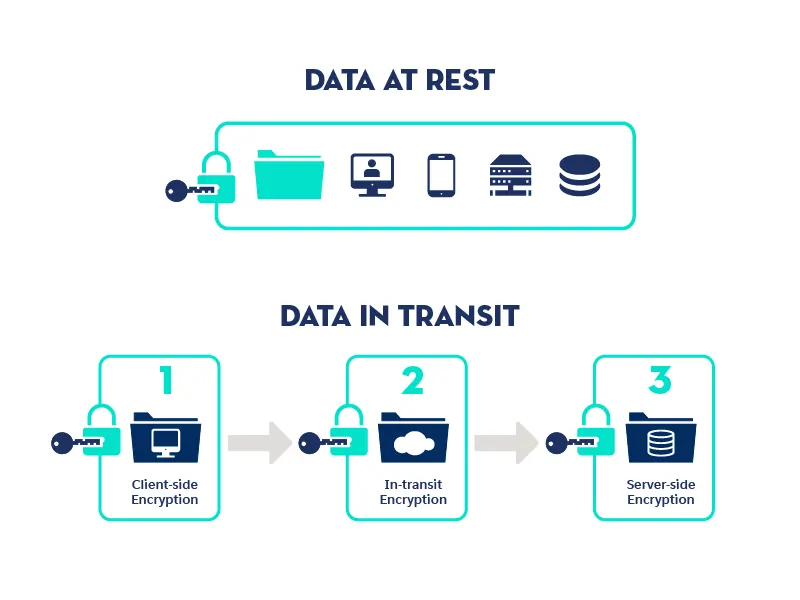 DATA AT REST
DATA IN TRANSIT
1
2
3
Client-side
Encryption
In-transit
Encryption
Server-side
Encryption